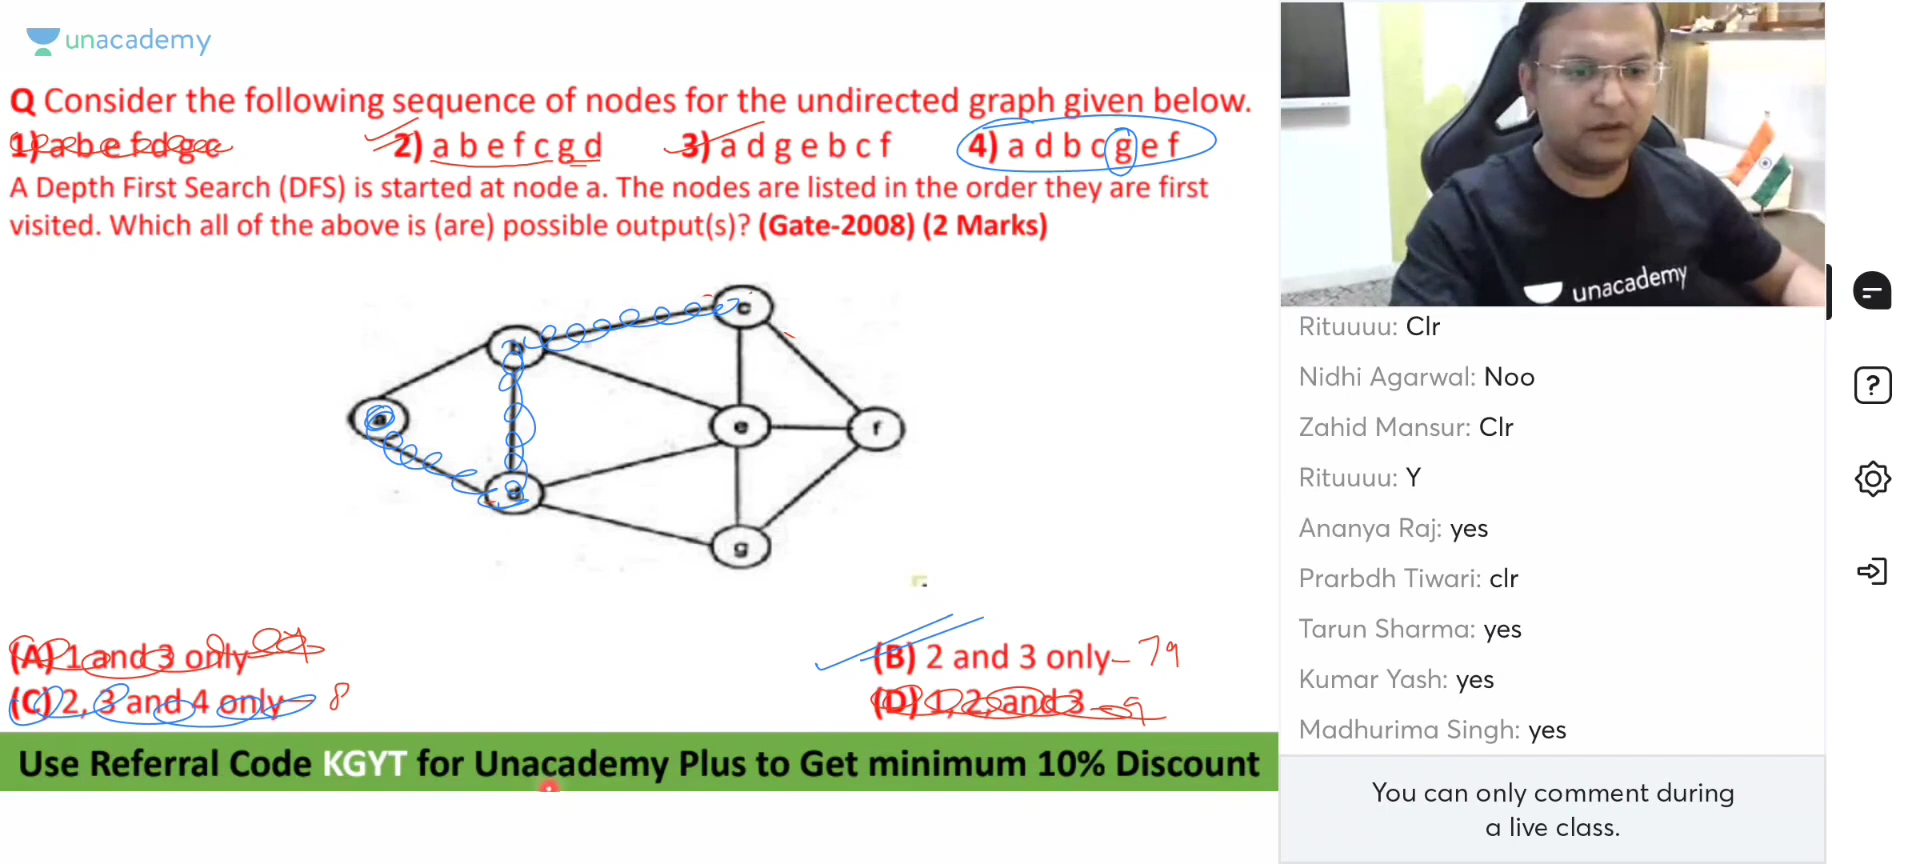 unacademy
Q Consider the following sequence of nodes for the undirected graph given below.
1) a b e f d g c 2) a b e f c g d 3) a d g e b c f 4) a d b c g e f
A Depth First Search (DFS) is started at node a. The nodes are listed in the order they are first
visited. Which all of the above is (are) possible output(s)? (Gate-2008) (2 Marks)
c
b
a
e
f
d
g
(A) 1 and 3 only
(B) 2 and 3 only – 79
(C) 2, 3 and 4 only – 8
(D) 1, 2, and 3 – 9
Use Referral Code KGYT for Unacademy Plus to Get minimum 10% Discount
unacademy
Rituuuu: Clr
Nidhi Agarwal: Noo
Zahid Mansur: Clr
Rituuuu: Y
Ananya Raj: yes
Prarbdh Tiwari: clr
Tarun Sharma: yes
Kumar Yash: yes
Madhurima Singh: yes
You can only comment during
a live class.
?